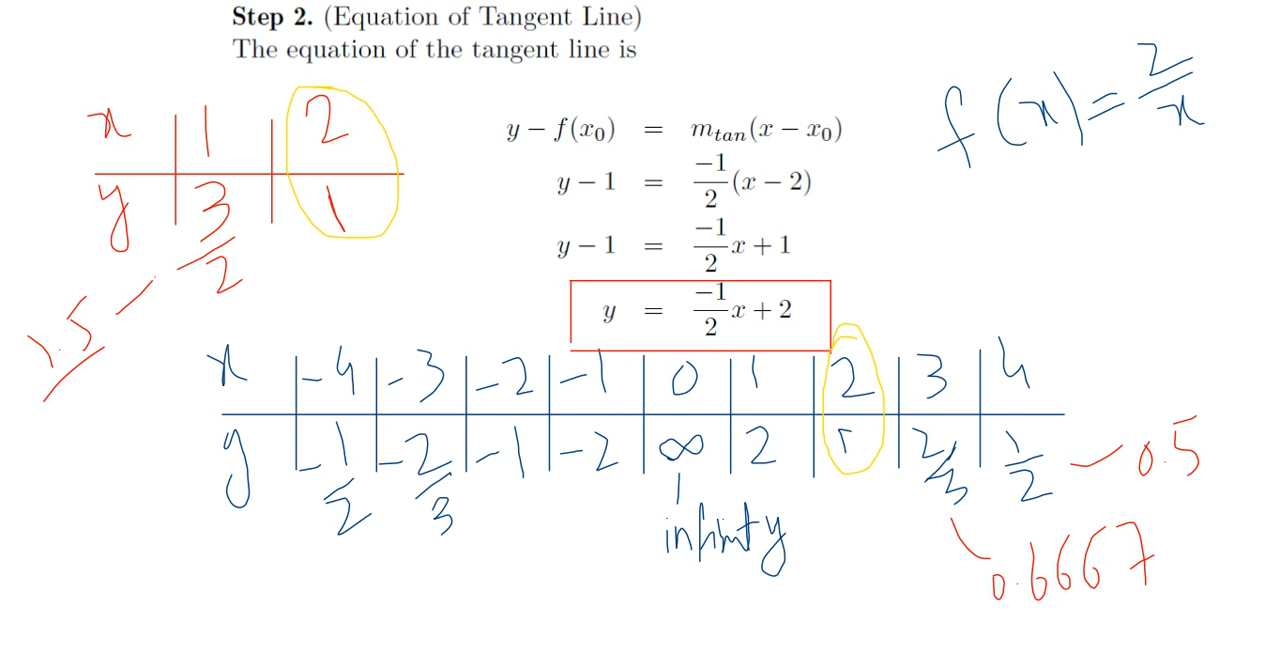 Step 2. (Equation of Tangent Line)
The equation of the tangent line is
f(x) = 2/x
x | 1 | 2
y | 3/2 | 1
1.5
y − f(x₀) = mₜₐₙ(x − x₀)
y − 1 = −1/2 (x − 2)
y − 1 = −1/2 x + 1
y = −1/2 x + 2
x | −4 | −3 | −2 | −1 | 0 | 1 | 2 | 3 | 4
y | −1/2 | −2/3 | −1 | −2 | ∞ | 2 | 1 | 2/3 | 1/2 — 0.5
infinity
0.6667